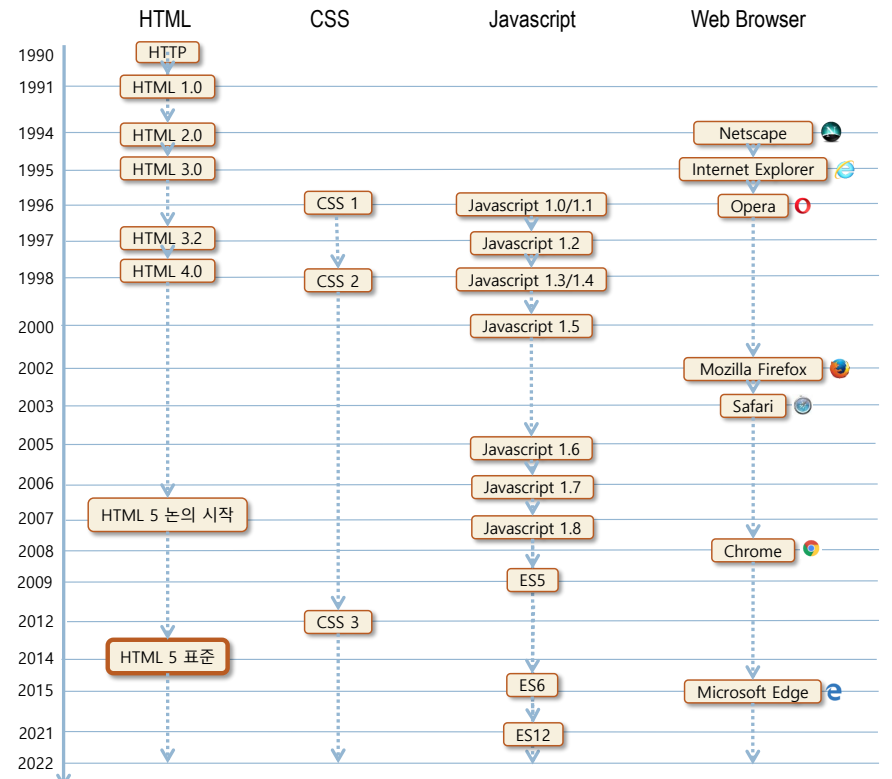 HTML CSS Javascript Web Browser
1990 HTTP
1991 HTML 1.0
1994 HTML 2.0 Netscape
1995 HTML 3.0 Internet Explorer
1996 CSS 1 Javascript 1.0/1.1 Opera
1997 HTML 3.2 Javascript 1.2
1998 HTML 4.0 CSS 2 Javascript 1.3/1.4
2000 Javascript 1.5
2002 Mozilla Firefox
2003 Safari
2005 Javascript 1.6
2006 Javascript 1.7
HTML 5 논의 시작
2007 Javascript 1.8
2008 Chrome
2009 ES5
2012 CSS 3
2014 HTML 5 표준
2015 ES6 Microsoft Edge
2021 ES12
2022